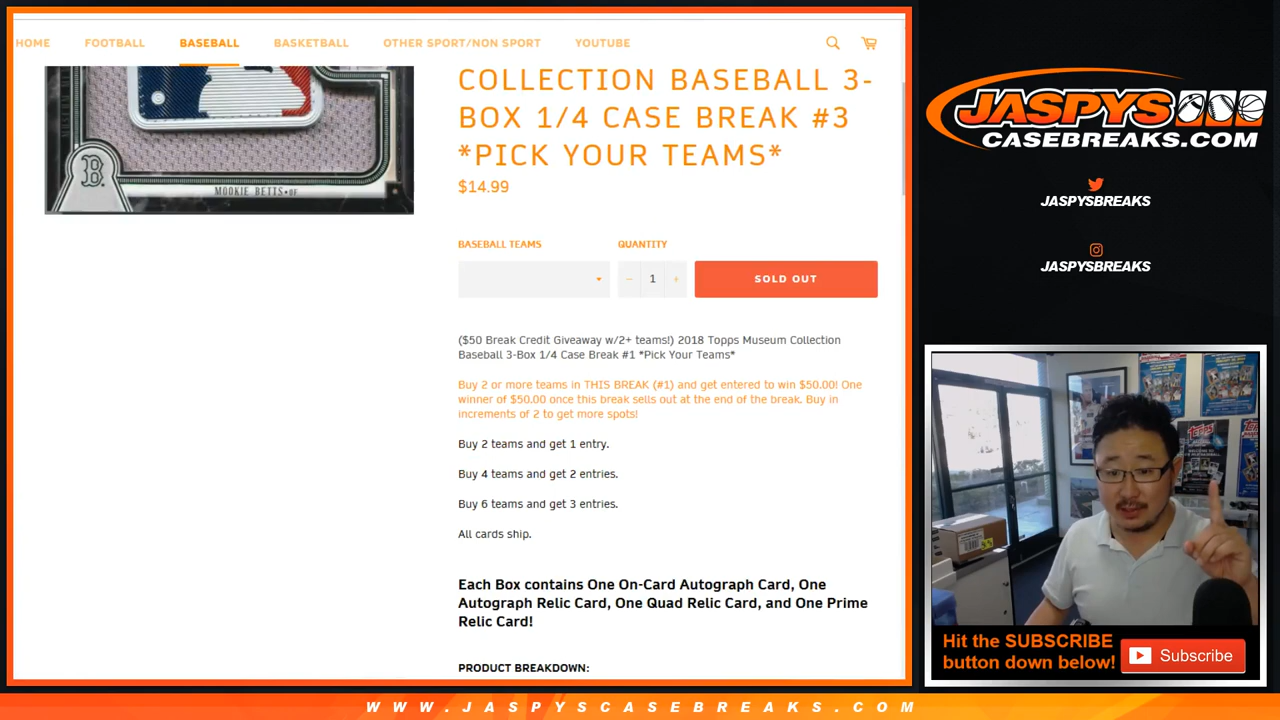 HOME FOOTBALL BASEBALL BASKETBALL OTHER SPORT/NON SPORT YOUTUBE
COLLECTION BASEBALL 3-
BOX 1/4 CASE BREAK #3
*PICK YOUR TEAMS*
$14.99
MOOKIE BETTS•OF
B
BASEBALL TEAMS QUANTITY
− 1 + SOLD OUT
($50 Break Credit Giveaway w/2+ teams!) 2018 Topps Museum Collection
Baseball 3-Box 1/4 Case Break #1 *Pick Your Teams*
Buy 2 or more teams in THIS BREAK (#1) and get entered to win $50.00! One
winner of $50.00 once this break sells out at the end of the break. Buy in
increments of 2 to get more spots!
Buy 2 teams and get 1 entry.
Buy 4 teams and get 2 entries.
Buy 6 teams and get 3 entries.
All cards ship.
Each Box contains One On-Card Autograph Card, One
Autograph Relic Card, One Quad Relic Card, and One Prime
Relic Card!
PRODUCT BREAKDOWN:
JASPYS
CASEBREAKS.COM
JASPYSBREAKS
JASPYSBREAKS
TOPPS
Hit the SUBSCRIBE
button down below!
Subscribe
WWW.JASPYSCASEBREAKS.COM